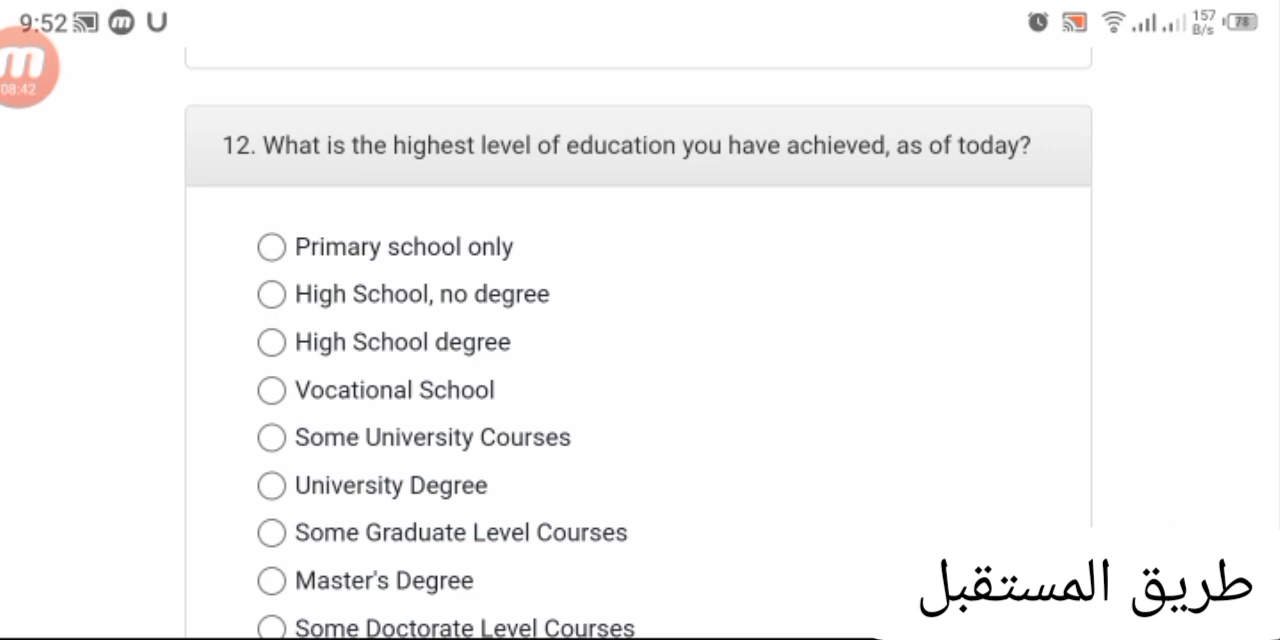 9:52 m U 157 B/s 78
m
08:42
12. What is the highest level of education you have achieved, as of today?
Primary school only
High School, no degree
High School degree
Vocational School
Some University Courses
University Degree
Some Graduate Level Courses
Master's Degree
Some Doctorate Level Courses
طريق المستقبل